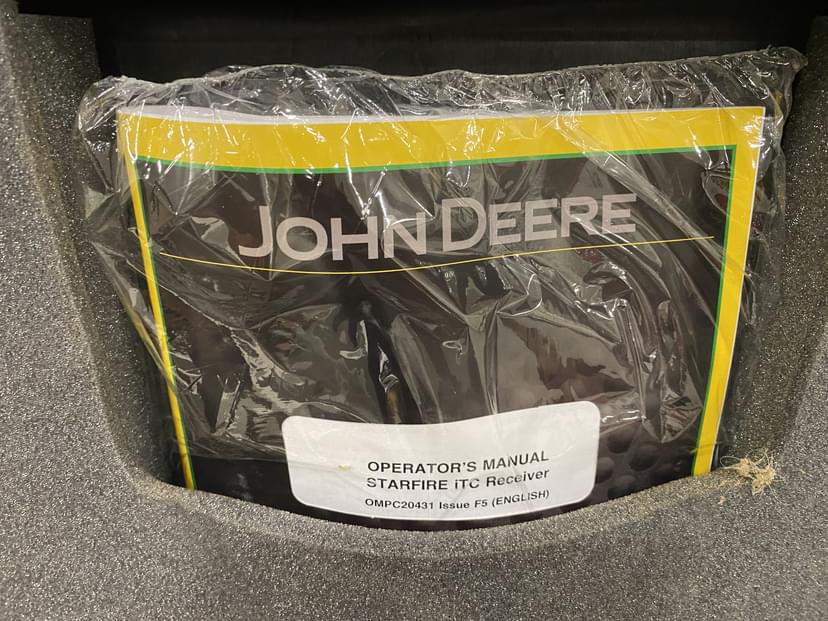 JOHN DEERE
OPERATOR'S MANUAL
STARFIRE iTC Receiver
OMPC20431 Issue F5 (ENGLISH)